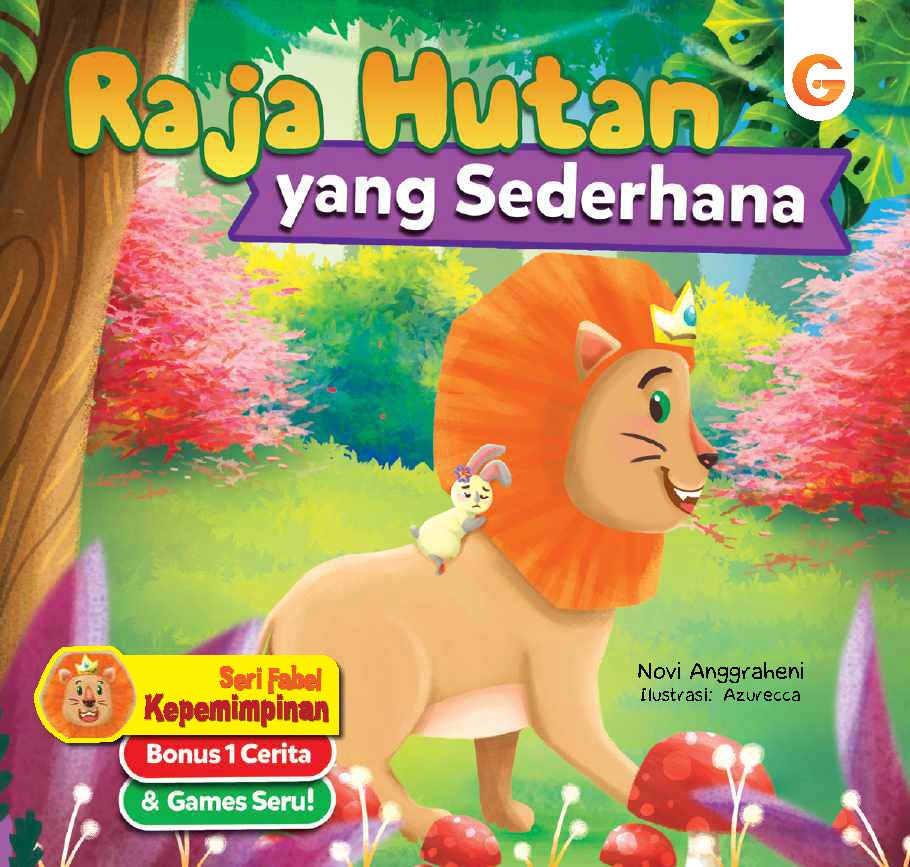 Raja Hutan
yang Sederhana
G
Novi Anggraheni
Ilustrasi: Azurecca
Seri Fabel
Kepemimpinan
Bonus 1 Cerita
& Games Seru!